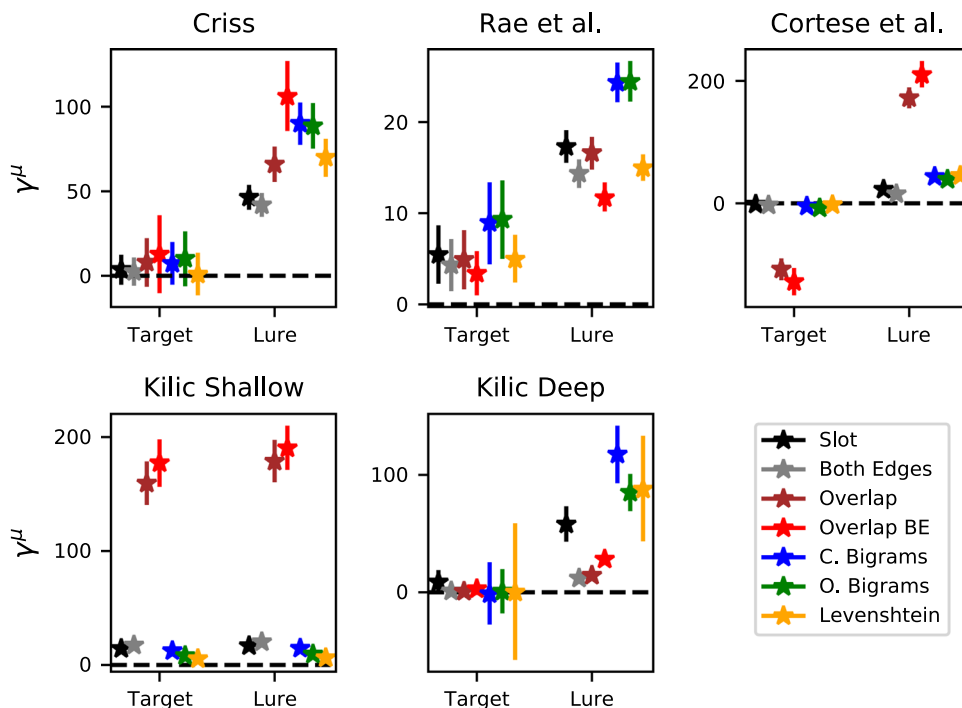 Criss
Rae et al.
Cortese et al.
γ^μ
100
50
0
Target
Lure
20
10
0
Target
Lure
200
0
Target
Lure
Kilic Shallow
Kilic Deep
γ^μ
200
100
0
Target
Lure
100
0
Target
Lure
Slot
Both Edges
Overlap
Overlap BE
C. Bigrams
O. Bigrams
Levenshtein